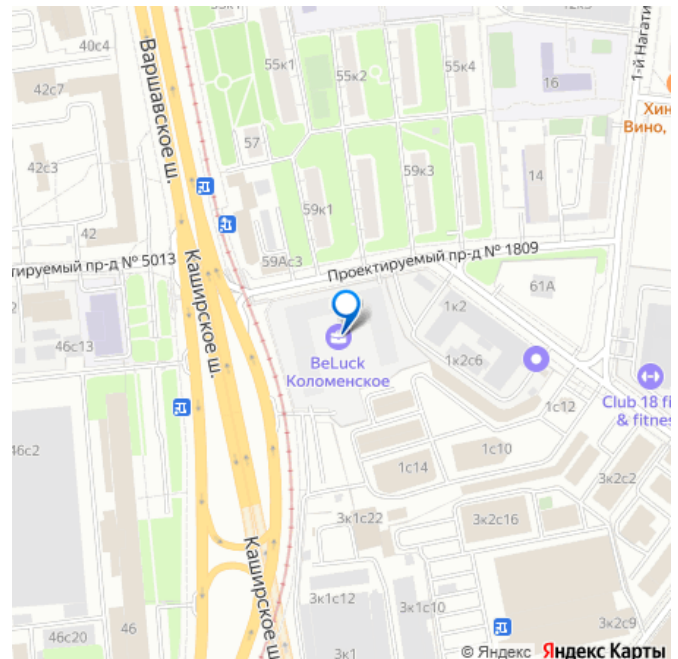 40с4
55к1
55к2
55к4
16
1-й Нагати
Варшавское ш.
42с7
Хин
Вино,
57
42с3
59к3
14
59к1
42
59Ас3
ктируемый пр-д № 5013
Проектируемый пр-д № 1809
61А
Каширское ш.
1к2
2
46с13
BeLuck
Коломенское
1к2с6
Club 18 fi
& fitnes
1с12
46с2
1с10
1с14
3к2с2
3к1с22
3к2с16
Каширское ш
3к1с12
3к1с10
3к2с9
46с20
46
3к1
© Яндекс Яндекс Карты